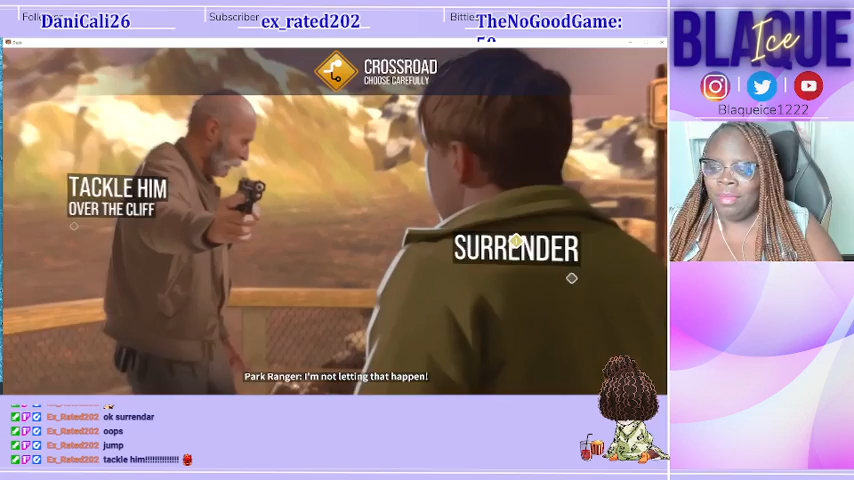 DaniCali26
Subscriber ex_rated202
TheNoGoodGame:
BLAQUE
Ice
Blaqueice1222
CROSSROAD
CHOOSE CAREFULLY
TACKLE HIM
OVER THE CLIFF
SURRENDER
Park Ranger: I'm not letting that happen!
Ex_Rated202 ok surrendar
Ex_Rated202 oops
Ex_Rated202 jump
Ex_Rated202 tackle him!!!!!!!!!!!!!!